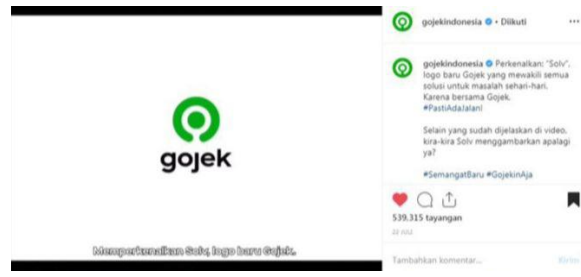 gojek
Memperkenalkan Solv, logo baru Gojek.
gojekindonesia • Diikuti
gojekindonesia Perkenalkan: "Solv",
logo baru Gojek yang mewakili semua
solusi untuk masalah sehari-hari.
Karena bersama Gojek,
#PastiAdaJalan!
Selain yang sudah dijelaskan di video,
kira-kira Solv menggambarkan apalagi
ya?
#SemangatBaru #GojekinAja
539.315 tayangan
Tambahkan komentar...
Kirim